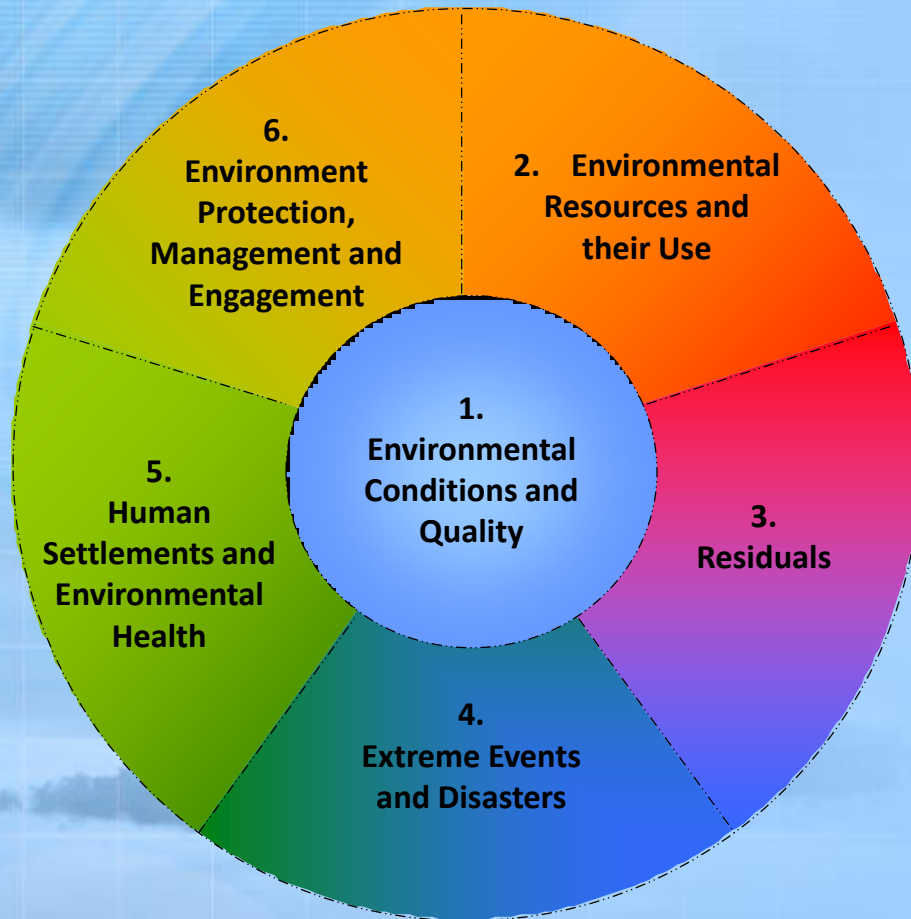 1.
Environmental
Conditions and
Quality
2. Environmental
Resources and
their Use
3.
Residuals
4.
Extreme Events
and Disasters
5.
Human
Settlements and
Environmental
Health
6.
Environment
Protection,
Management and
Engagement